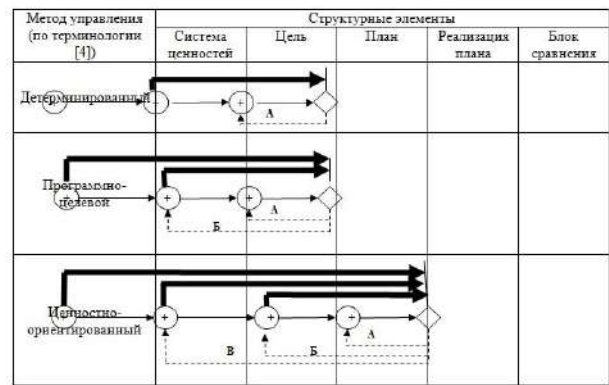 Метод управления
(по терминологии
[4])
Структурные элементы
Система
ценностей
Цель
План
Реализация
плана
Блок
сравнения
Детерминированный
+
+
+
А
Программно-
целевой
+
+
+
А
Б
Ценностно-
ориентированный
+
+
+
+
А
Б
В